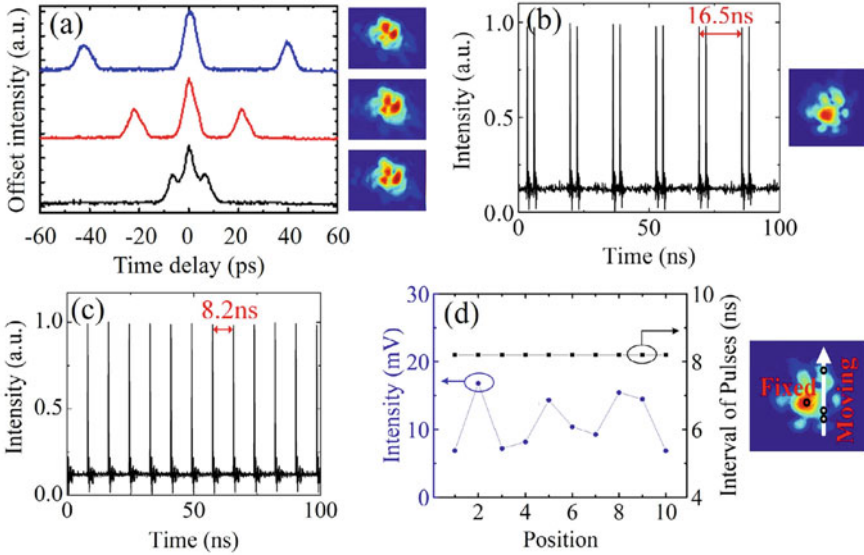 (a)
Offset intensity (a.u.)
-60 -40 -20 0 20 40 60
Time delay (ps)
(b)
16.5ns
Intensity (a.u.)
1.0
0.5
0.0
0 50 100
Time (ns)
(c)
8.2ns
Intensity (a.u.)
1.0
0.5
0.0
0 50 100
Time (ns)
(d)
Intensity (mV)
30
20
10
0
2 4 6 8 10
Position
10
9
8
7
6
5
4
Interval of Pulses (ns)
Fixed
Moving